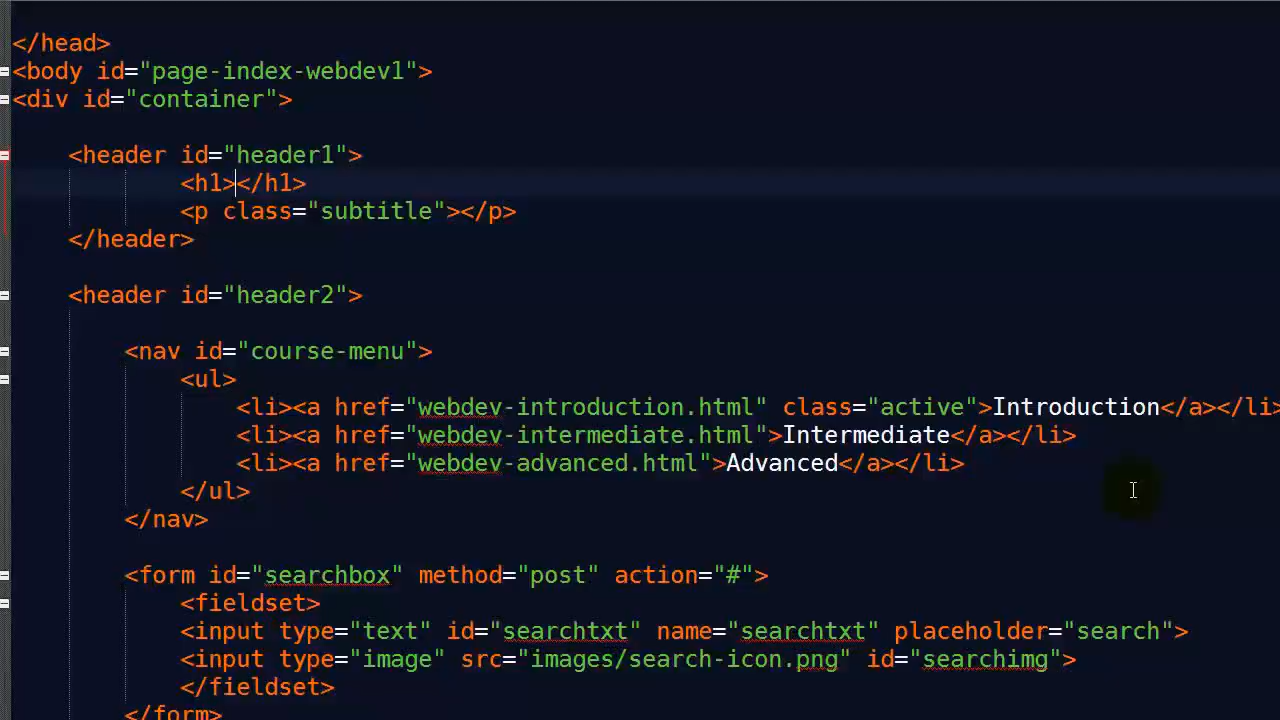 </head>
<body id="page-index-webdev1">
<div id="container">
<header id="header1">
<h1></h1>
<p class="subtitle"></p>
</header>
<header id="header2">
<nav id="course-menu">
<ul>
<li><a href="webdev-introduction.html" class="active">Introduction</a></li>
<li><a href="webdev-intermediate.html">Intermediate</a></li>
<li><a href="webdev-advanced.html">Advanced</a></li>
</ul>
</nav>
<form id="searchbox" method="post" action="#">
<fieldset>
<input type="text" id="searchtxt" name="searchtxt" placeholder="search">
<input type="image" src="images/search-icon.png" id="searchimg">
</fieldset>
</form>